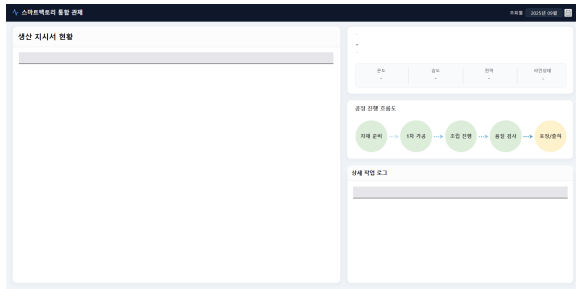 스마트팩토리 통합 관제
조회월 2025년 09월
생산 지시서 현황
-
-
-
온도 습도 전력 라인상태
- - - -
공정 진행 흐름도
자재 준비 1차 가공 조립 진행 품질 검사 포장/출하
상세 작업 로그